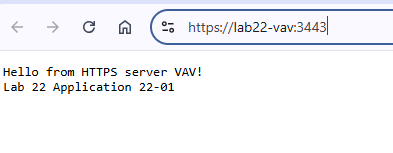 https://lab22-vav:3443
Hello from HTTPS server VAV!
Lab 22 Application 22-01